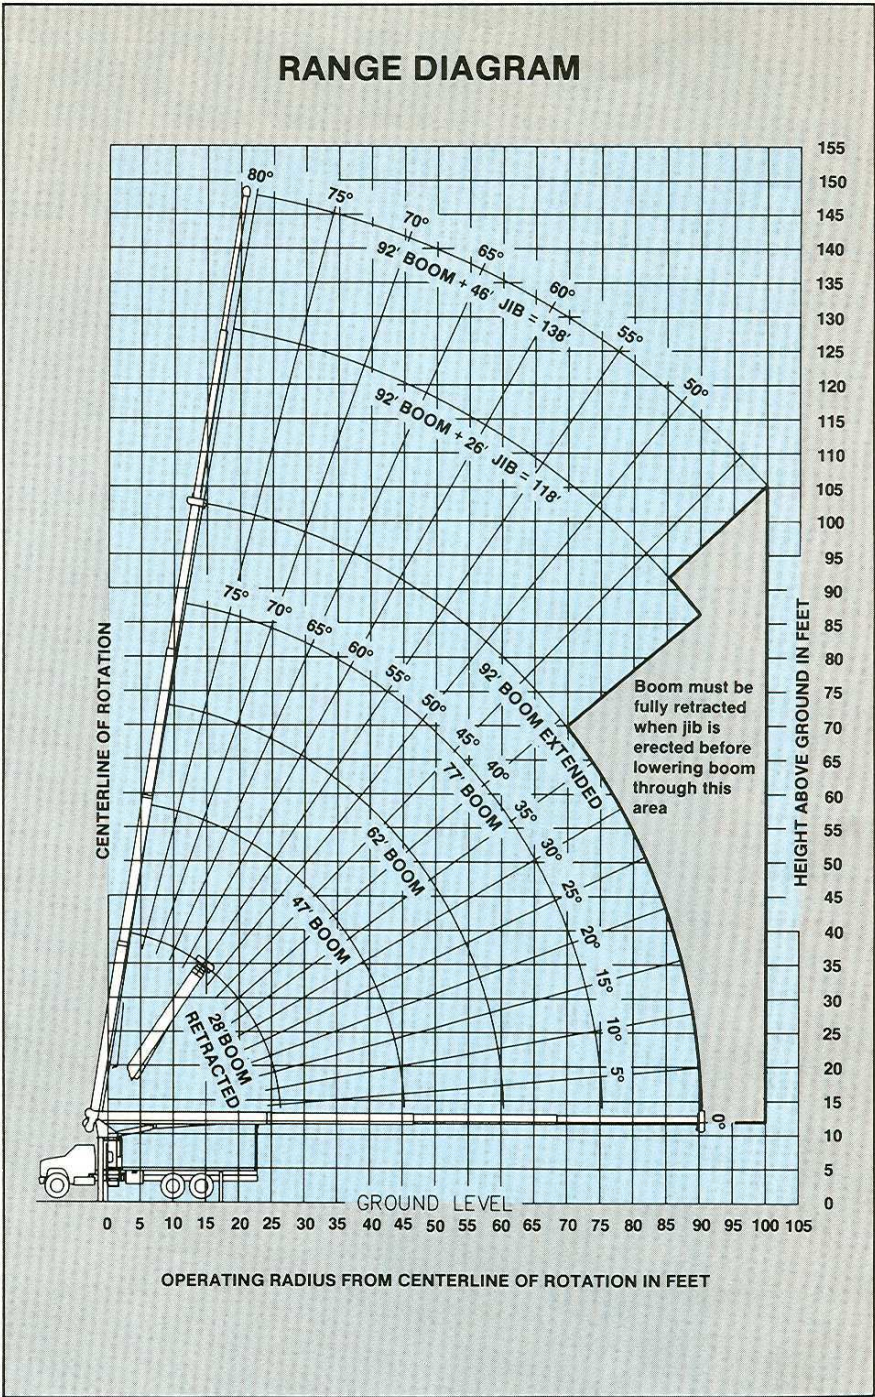 RANGE DIAGRAM
80°
75°
70°
65°
60°
55°
50°
92' BOOM + 46' JIB = 138'
92' BOOM + 26' JIB = 118'
75°
70°
65°
60°
55°
50°
45°
40°
35°
30°
25°
20°
15°
10°
5°
0°
92' BOOM EXTENDED
77' BOOM
62' BOOM
47' BOOM
28' BOOM
RETRACTED
Boom must be
fully retracted
when jib is
erected before
lowering boom
through this
area
CENTERLINE OF ROTATION
HEIGHT ABOVE GROUND IN FEET
155
150
145
140
135
130
125
120
115
110
105
100
95
90
85
80
75
70
65
60
55
50
45
40
35
30
25
20
15
10
5
0
GROUND LEVEL
0 5 10 15 20 25 30 35 40 45 50 55 60 65 70 75 80 85 90 95 100 105
OPERATING RADIUS FROM CENTERLINE OF ROTATION IN FEET